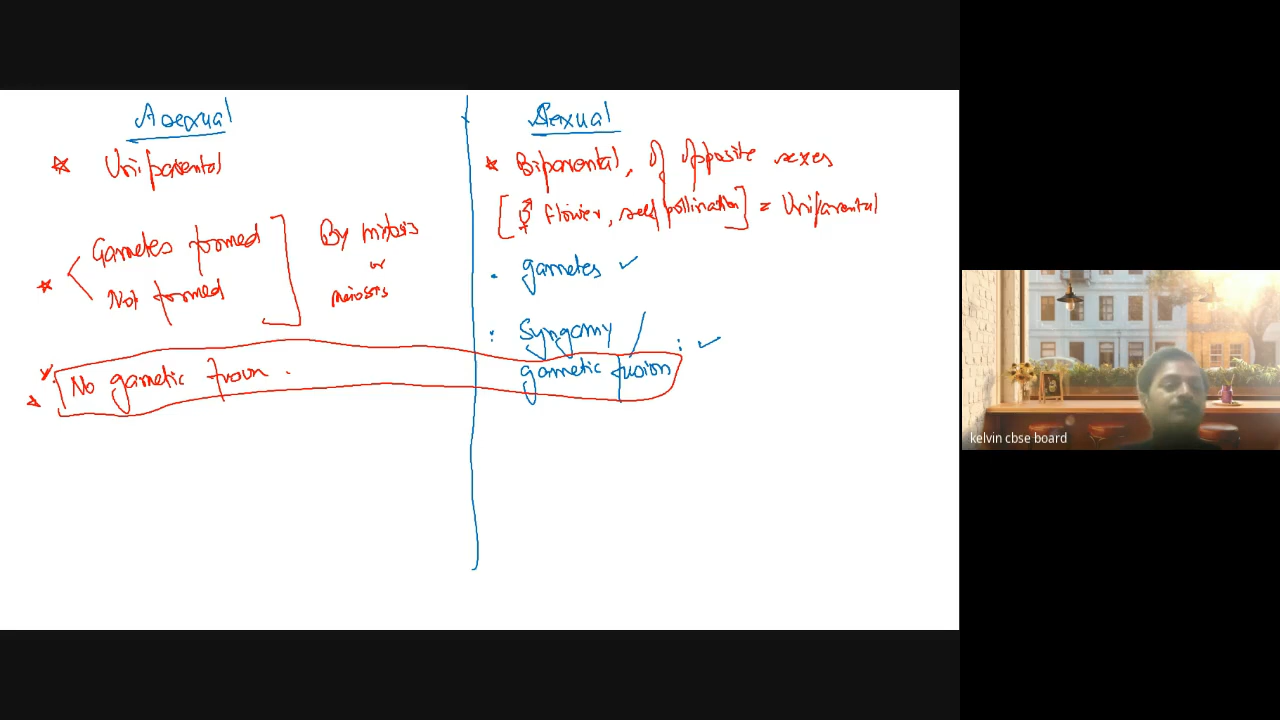 Asexual
Uniparental
Gametes formed
Not formed
By mitosis
or
meiosis
No gametic
Sexual
Biparental, of opposite sexes
[⚥ flower, self pollination] = Uniparental
gametes ✓
Syngamy /
gametic fusion : ✓
kelvin cbse board